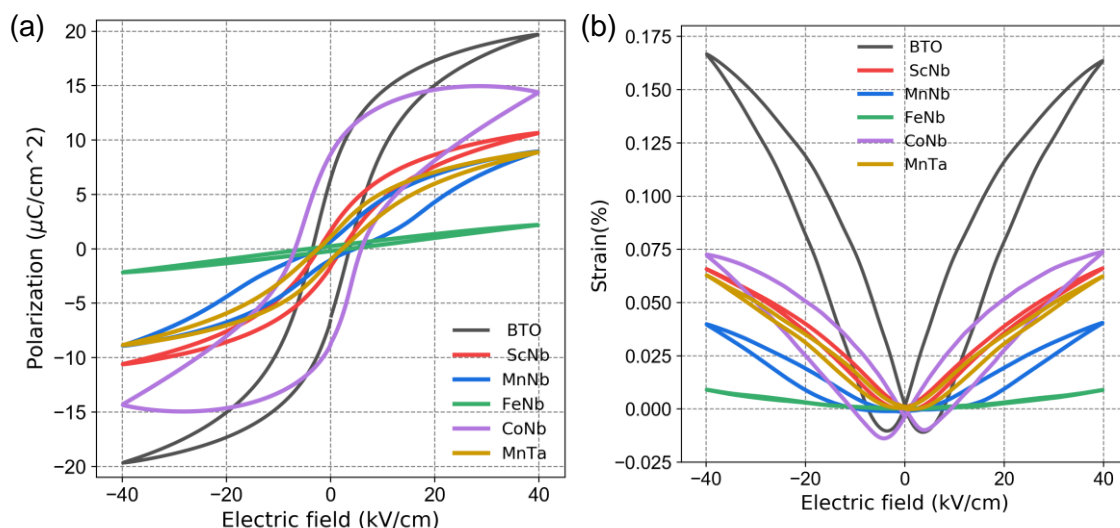 (a)
20
15
10
5
0
−5
−10
−15
−20
Polarization (μC/cm^2)
BTO
ScNb
MnNb
FeNb
CoNb
MnTa
−40
−20
0
20
40
Electric field (kV/cm)
(b)
0.175
0.150
0.125
0.100
0.075
0.050
0.025
0.000
−0.025
Strain(%)
BTO
ScNb
MnNb
FeNb
CoNb
MnTa
−40
−20
0
20
40
Electric field (kV/cm)